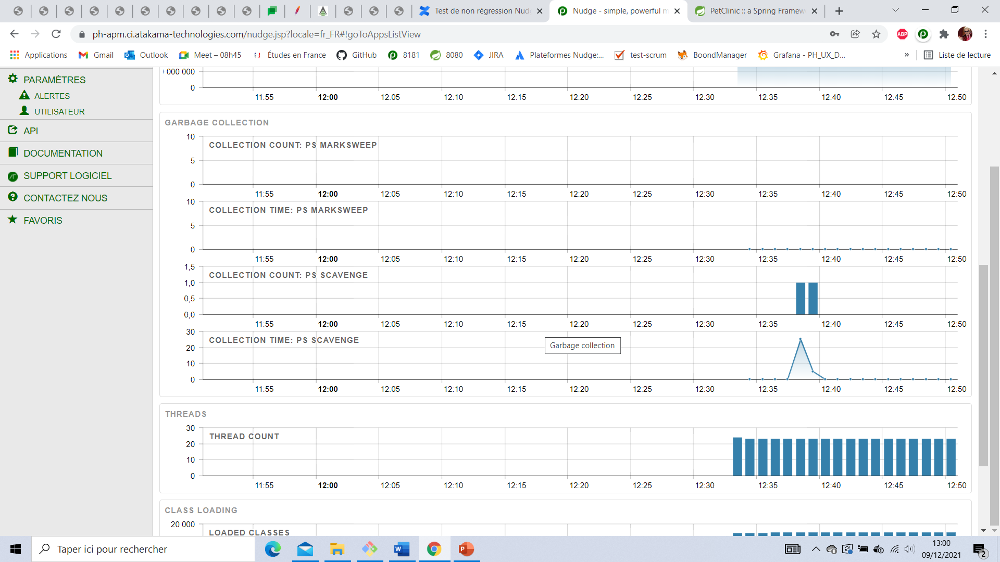 Test de non régression Nud
Nudge - simple, powerful m
PetClinic :: a Spring Framew
ph-apm.ci.atakama-technologies.com/nudge.jsp?locale=fr_FR#!goToAppsListView
ABP
Applications
Gmail
Outlook
Meet – 08h45
Études en France
GitHub
8181
8080
JIRA
Plateformes Nudge:...
test-scrum
BoondManager
Grafana - PH_UX_D...
»
Liste de lecture
PARAMÈTRES
ALERTES
UTILISATEUR
API
DOCUMENTATION
SUPPORT LOGICIEL
CONTACTEZ NOUS
FAVORIS
000 000
0
11:55 12:00 12:05 12:10 12:15 12:20 12:25 12:30 12:35 12:40 12:45 12:50
GARBAGE COLLECTION
10
COLLECTION COUNT: PS MARKSWEEP
5
0
11:55 12:00 12:05 12:10 12:15 12:20 12:25 12:30 12:35 12:40 12:45 12:50
10
COLLECTION TIME: PS MARKSWEEP
5
0
11:55 12:00 12:05 12:10 12:15 12:20 12:25 12:30 12:35 12:40 12:45 12:50
1,5
COLLECTION COUNT: PS SCAVENGE
1,0
0,5
0,0
11:55 12:00 12:05 12:10 12:15 12:20 12:25 12:30 12:35 12:40 12:45 12:50
30
COLLECTION TIME: PS SCAVENGE
Garbage collection
20
10
0
11:55 12:00 12:05 12:10 12:15 12:20 12:25 12:30 12:35 12:40 12:45 12:50
THREADS
30
THREAD COUNT
20
10
0
11:55 12:00 12:05 12:10 12:15 12:20 12:25 12:30 12:35 12:40 12:45 12:50
CLASS LOADING
20 000
LOADED CLASSES
Taper ici pour rechercher
13:00
09/12/2021
2